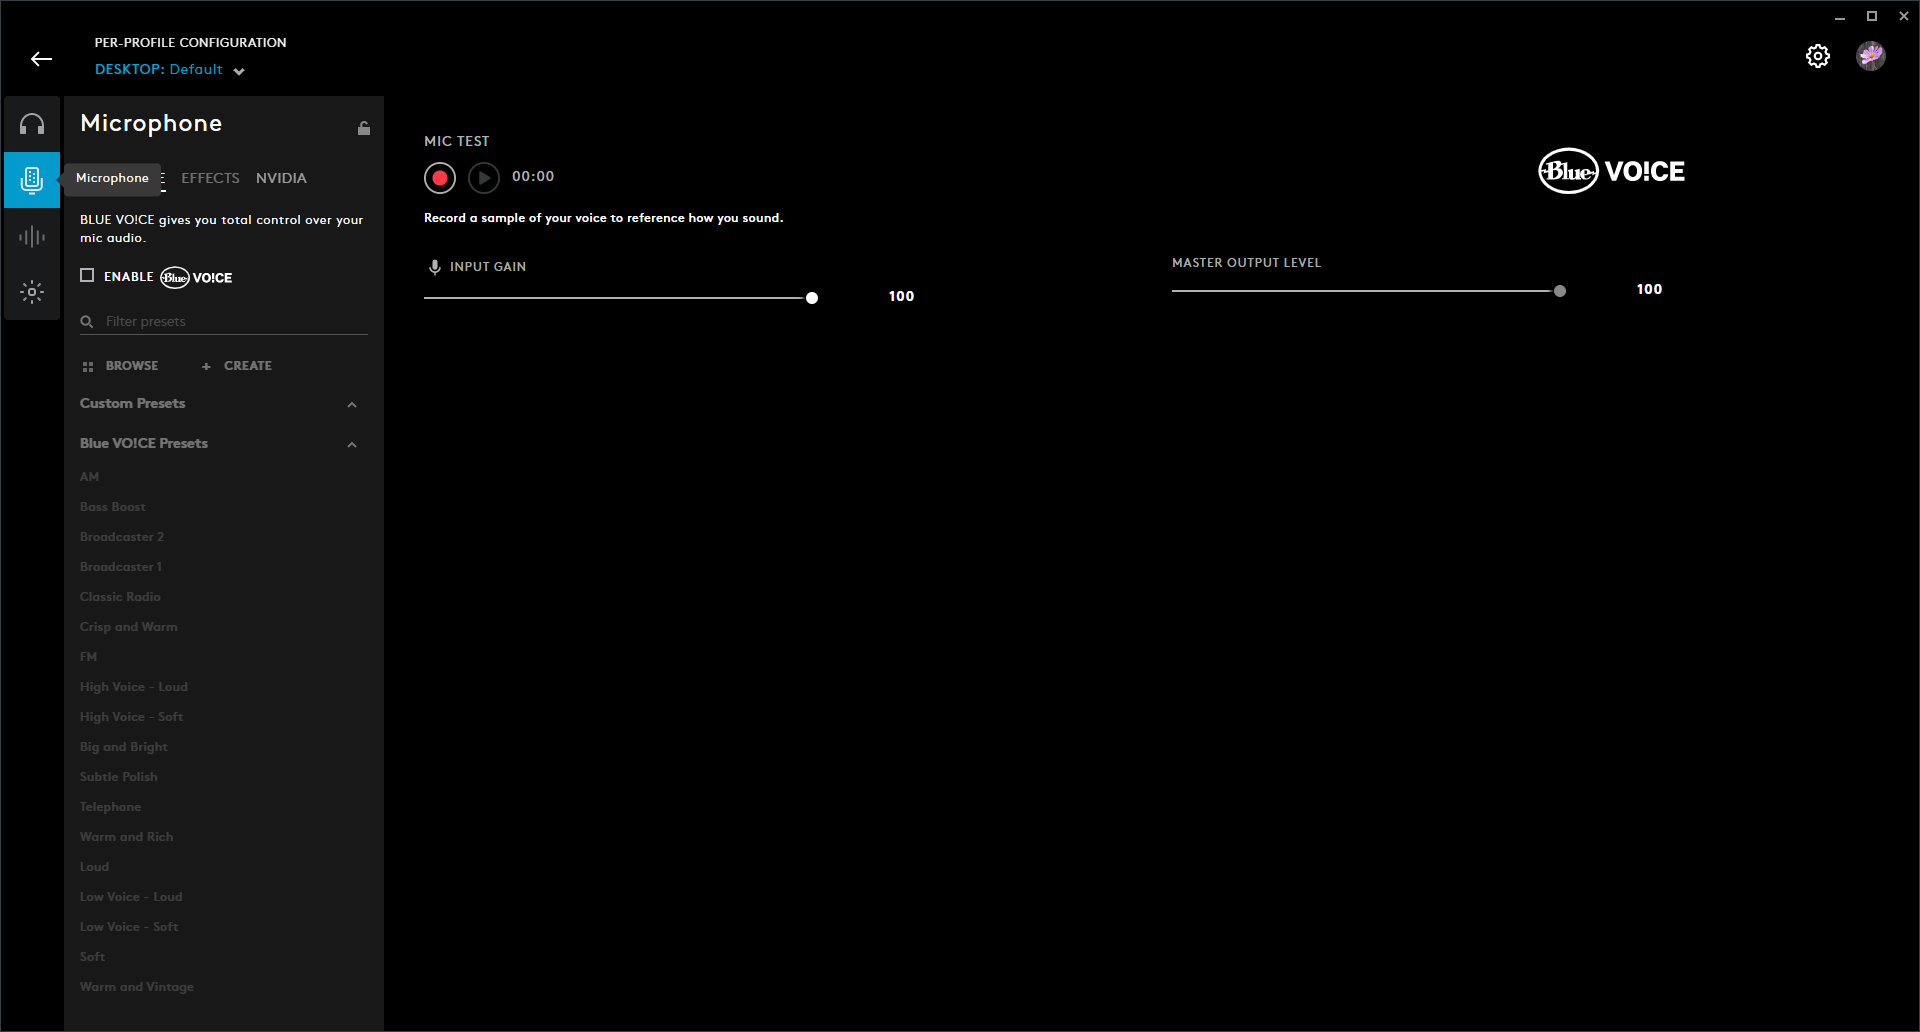 PER-PROFILE CONFIGURATION
DESKTOP: Default
Microphone
Microphone
E
EFFECTS
NVIDIA
BLUE VO!CE gives you total control over your
mic audio.
ENABLE Blue VO!CE
Filter presets
BROWSE
+ CREATE
Custom Presets
Blue VO!CE Presets
AM
Bass Boost
Broadcaster 2
Broadcaster 1
Classic Radio
Crisp and Warm
FM
High Voice - Loud
High Voice - Soft
Big and Bright
Subtle Polish
Telephone
Warm and Rich
Loud
Low Voice - Loud
Low Voice - Soft
Soft
Warm and Vintage
MIC TEST
00:00
Record a sample of your voice to reference how you sound.
INPUT GAIN
100
Blue VO!CE
MASTER OUTPUT LEVEL
100